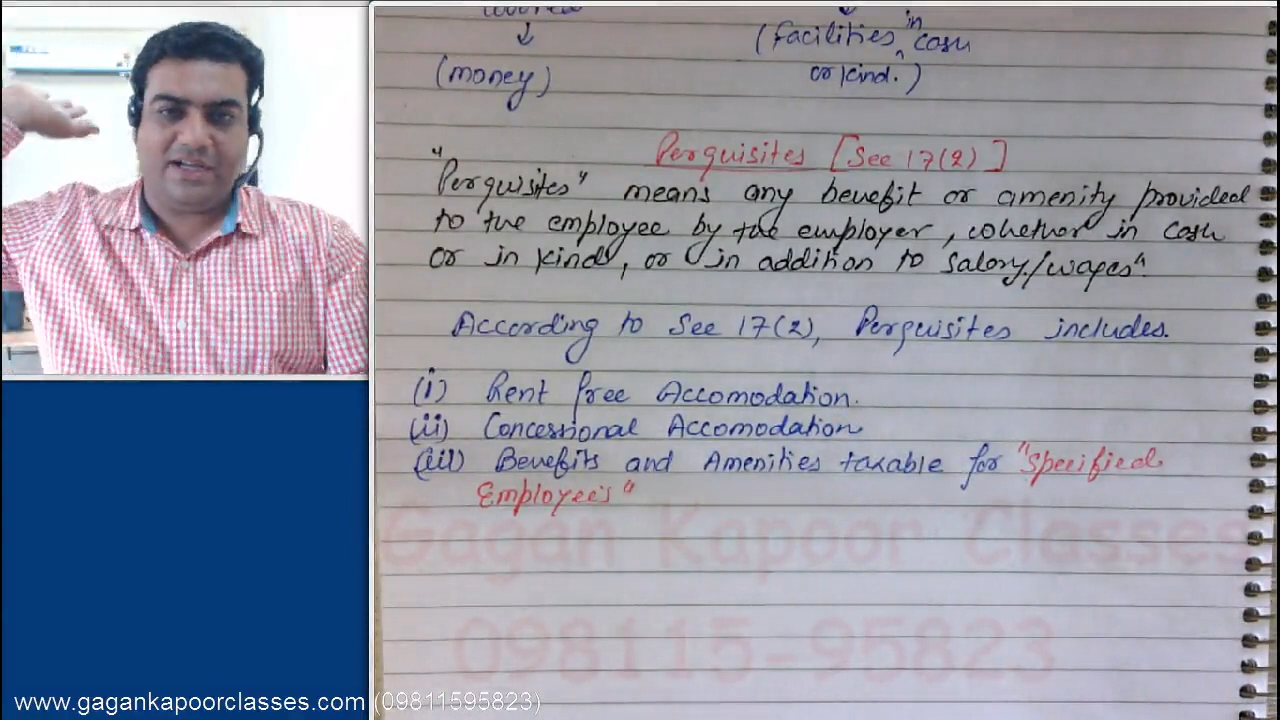 ↓
(facilities in cash
(money)
or kind.)
Perquisites [Sec 17(2)]
"Perquisites" means any benefit or amenity provided
to the employee by the employer, whether in cash
or in kind, or in addition to salary/wages".
According to Sec 17(2), Perquisites includes.
(i) Rent Free Accomodation.
(ii) Concessional Accomodation
(iii) Benefits and Amenities taxable for "Specified
Employees"
Gagan Kapoor Classes
098115-95823
www.gagankapoorclasses.com (09811595823)